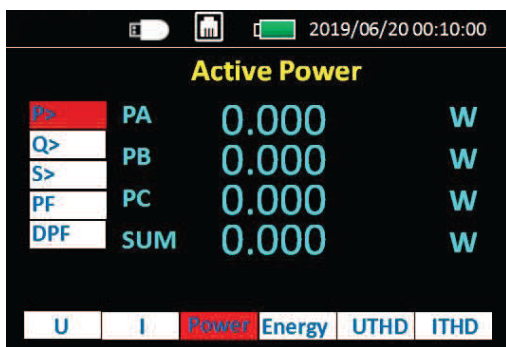 2019/06/20 00:10:00
Active Power
P> PA 0.000 W
Q>
PB 0.000 W
S>
PF PC 0.000 W
DPF SUM 0.000 W
U I Power Energy UTHD ITHD